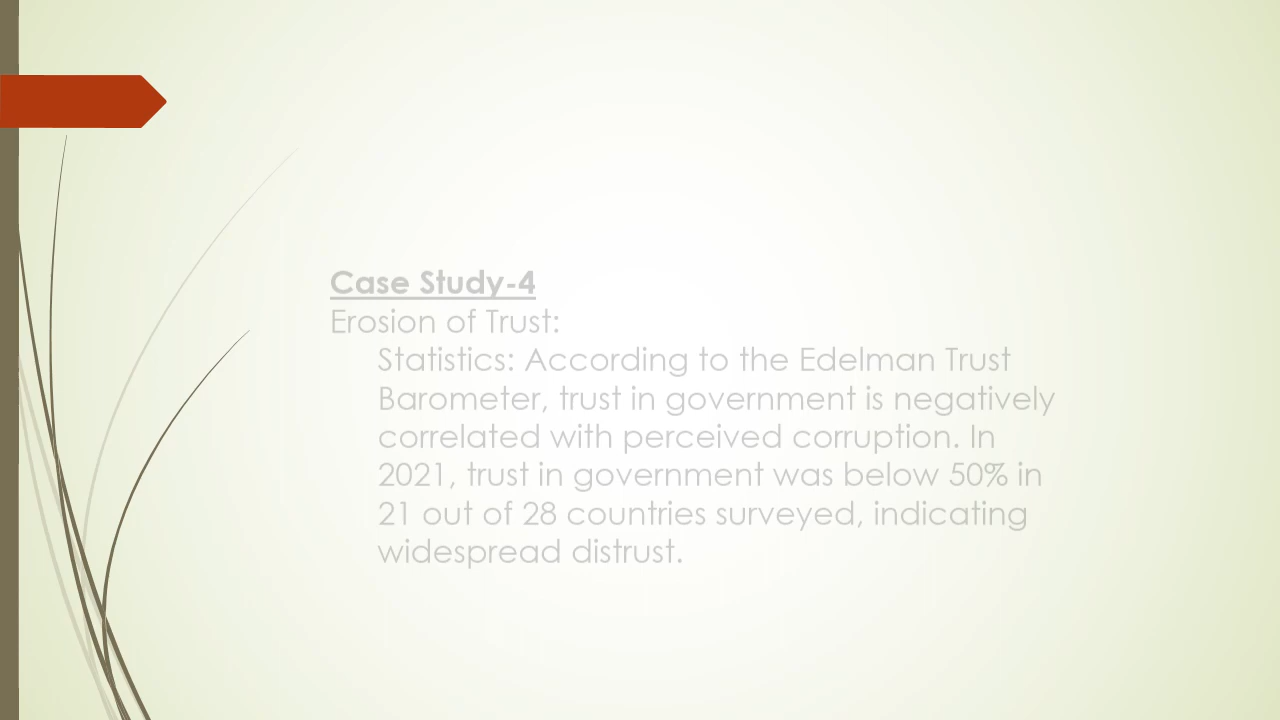 Case Study-4
Erosion of Trust:
Statistics: According to the Edelman Trust
Barometer, trust in government is negatively
correlated with perceived corruption. In
2021, trust in government was below 50% in
21 out of 28 countries surveyed, indicating
widespread distrust.